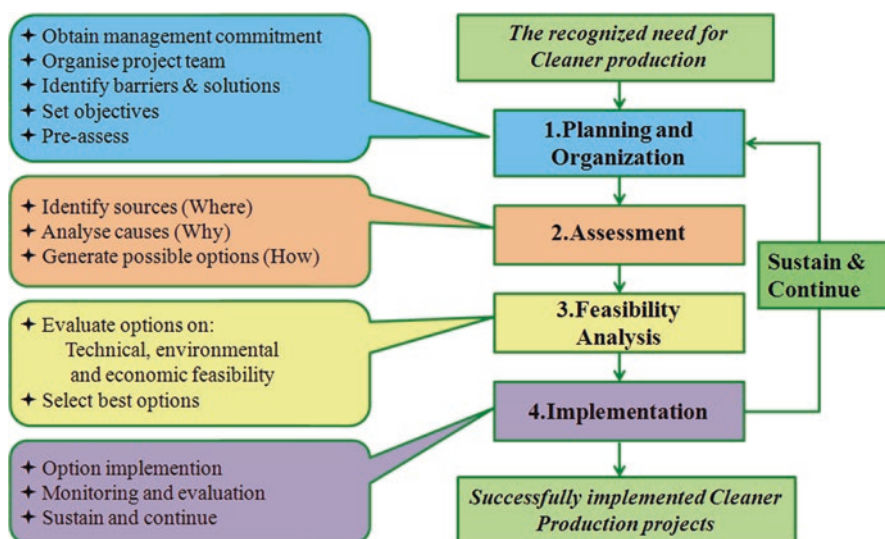 ✦ Obtain management commitment
✦ Organise project team
✦ Identify barriers & solutions
✦ Set objectives
✦ Pre-assess
The recognized need for
Cleaner production
1.Planning and
Organization
✦ Identify sources (Where)
✦ Analyse causes (Why)
✦ Generate possible options (How)
2.Assessment
Sustain &
Continue
✦ Evaluate options on:
Technical, environmental
and economic feasibility
✦ Select best options
3.Feasibility
Analysis
✦ Option implemention
✦ Monitoring and evaluation
✦ Sustain and continue
4.Implementation
Successfully implemented Cleaner
Production projects